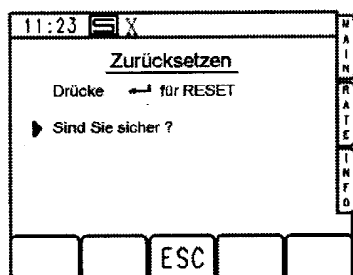 11:23 S X
Zurücksetzen
Drücke ↵ für RESET
Sind Sie sicher ?
MAIN
RATE
INFO
ESC